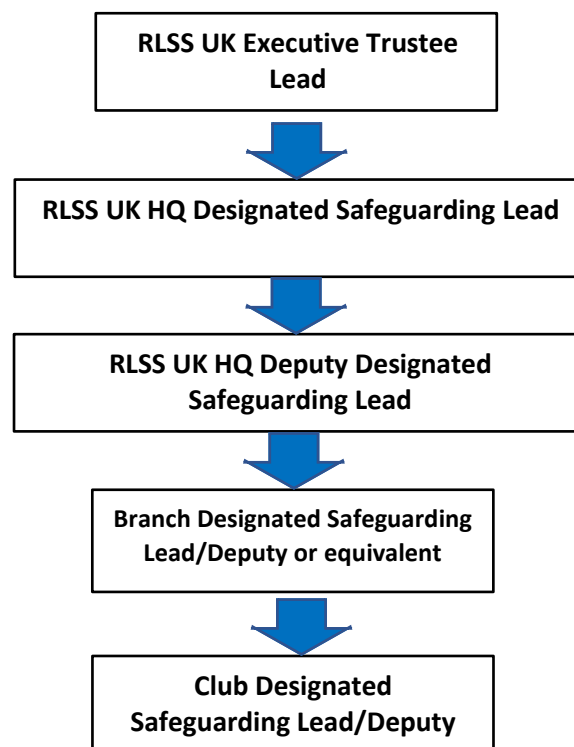 RLSS UK Executive Trustee
Lead
RLSS UK HQ Designated Safeguarding Lead
RLSS UK HQ Deputy Designated
Safeguarding Lead
Branch Designated Safeguarding
Lead/Deputy or equivalent
Club Designated
Safeguarding Lead/Deputy